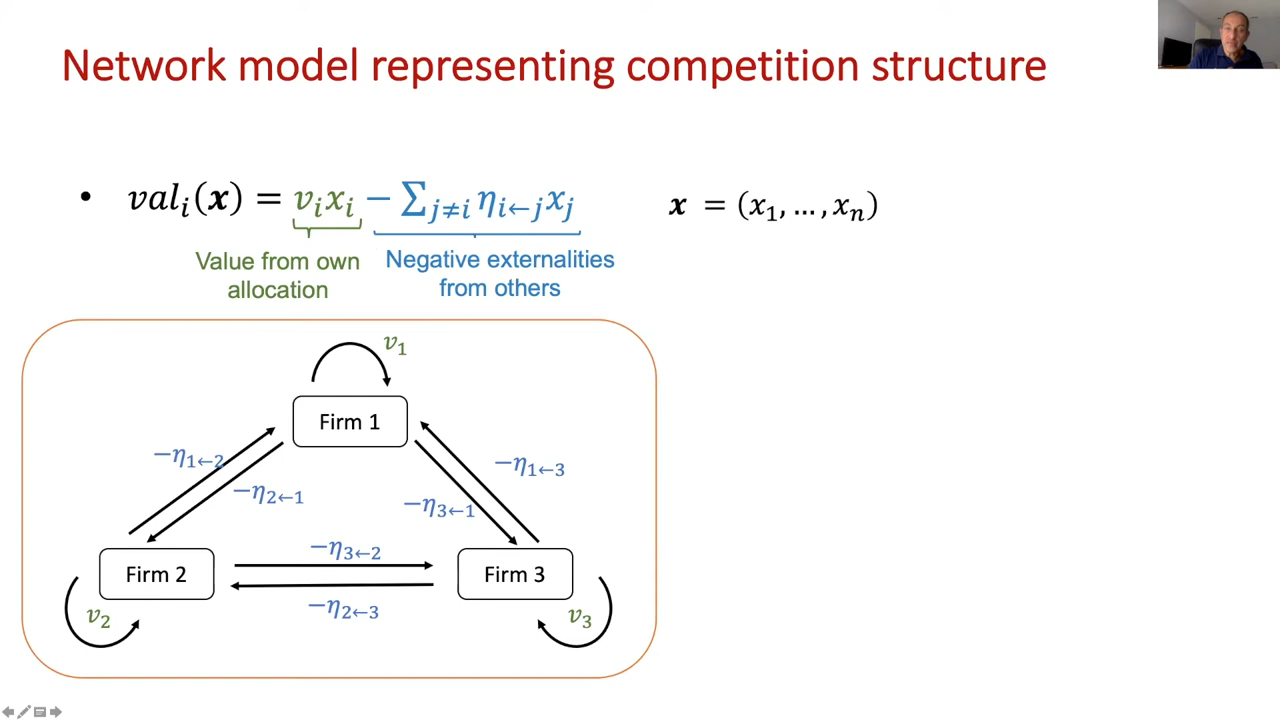 Network model representing competition structure
• val_i(x) = v_i x_i − ∑_{j≠i} η_{i←j} x_j
x = (x_1, …, x_n)
Value from own
allocation
Negative externalities
from others
v_1
Firm 1
−η_{1←2}
−η_{1←3}
−η_{2←1}
−η_{3←1}
−η_{3←2}
Firm 2
Firm 3
−η_{2←3}
v_2
v_3